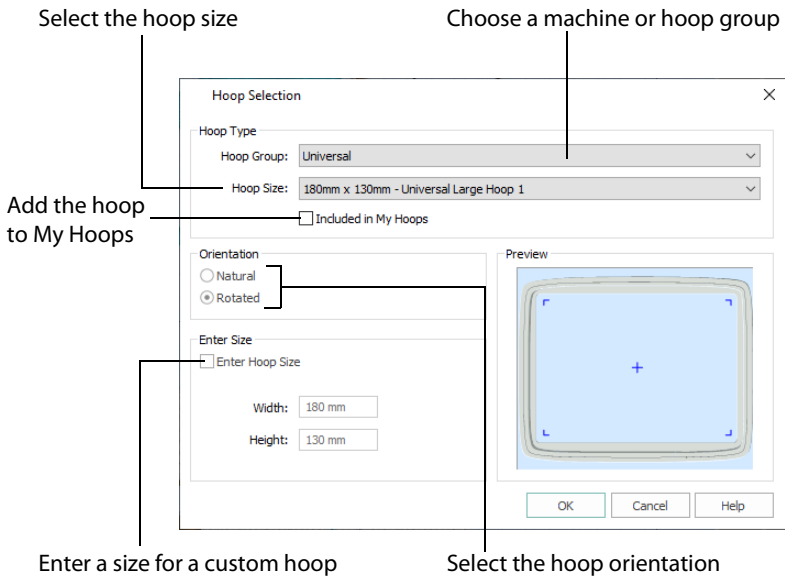 Select the hoop size
Choose a machine or hoop group
Hoop Selection
Hoop Type
Hoop Group: Universal
Hoop Size: 180mm x 130mm - Universal Large Hoop 1
Add the hoop
to My Hoops
Included in My Hoops
Orientation
Natural
Rotated
Preview
Enter Size
Enter Hoop Size
Width: 180 mm
Height: 130 mm
OK Cancel Help
Enter a size for a custom hoop
Select the hoop orientation